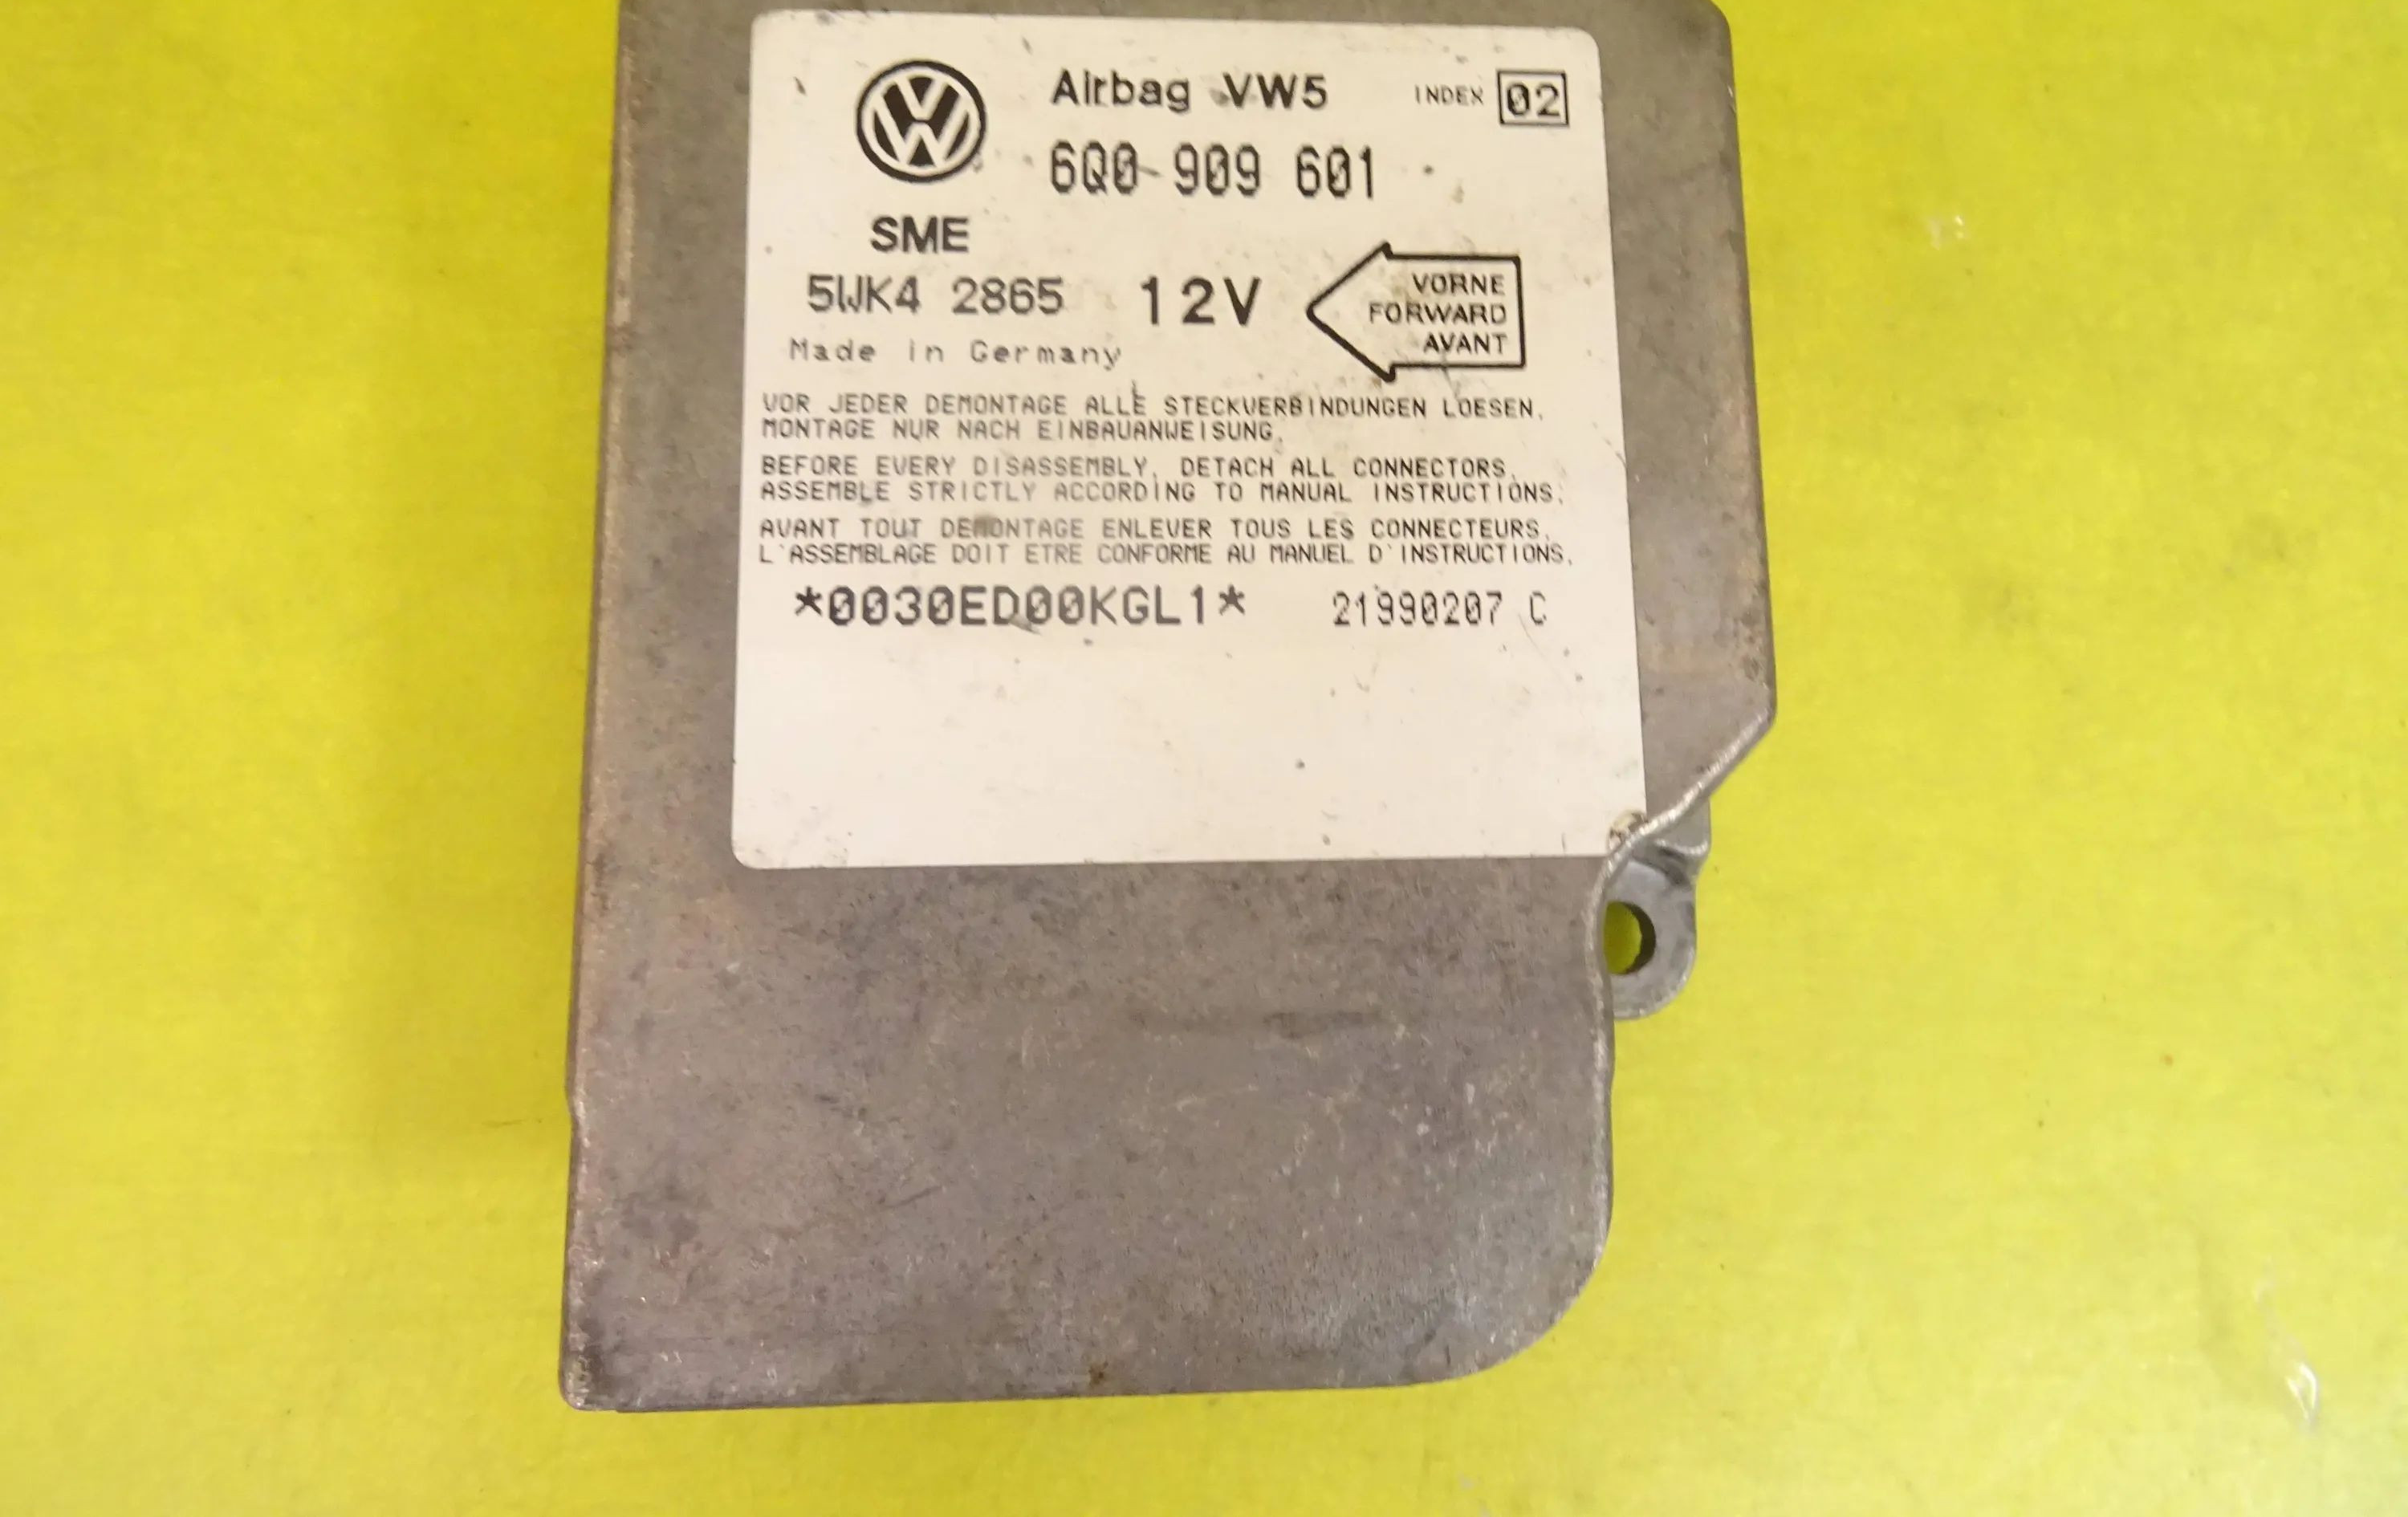 Airbag VW5 INDEX 02
6Q0 909 601
SME
5WK4 2865 12V
VORNE
FORWARD
AVANT
Made in Germany
VOR JEDER DEMONTAGE ALLE STECKVERBINDUNGEN LOESEN.
MONTAGE NUR NACH EINBAUANWEISUNG.
BEFORE EVERY DISASSEMBLY, DETACH ALL CONNECTORS.
ASSEMBLE STRICTLY ACCORDING TO MANUAL INSTRUCTIONS.
AVANT TOUT DEMONTAGE ENLEVER TOUS LES CONNECTEURS.
L'ASSEMBLAGE DOIT ETRE CONFORME AU MANUEL D'INSTRUCTIONS.
*0030ED00KGL1* 21990207 C